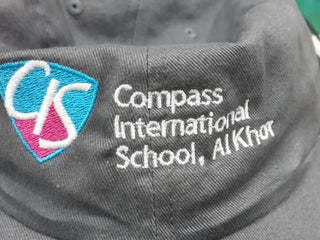 CIS
Compass
International
School, Al Khor